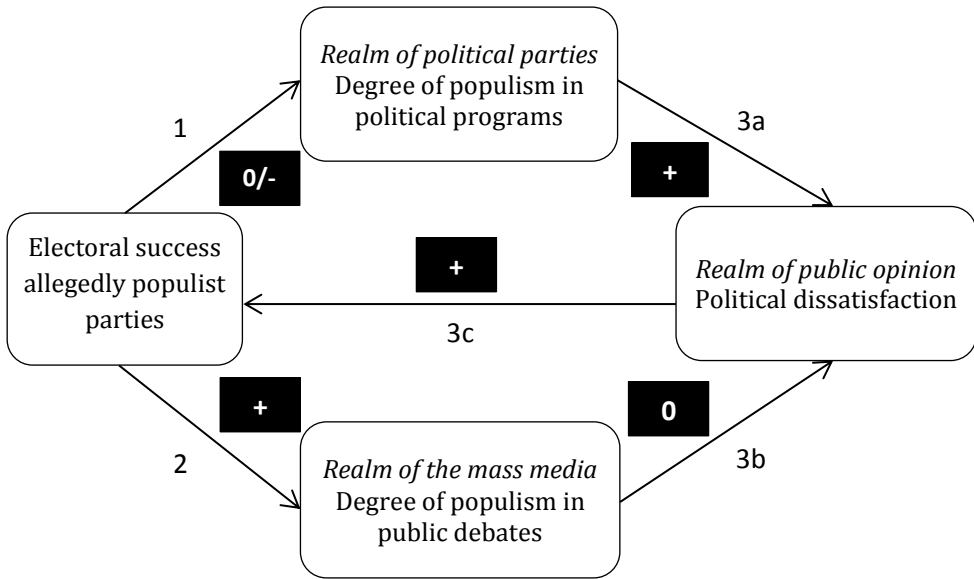 Realm of political parties
Degree of populism in
political programs
1
3a
0/-
+
Electoral success
allegedly populist
parties
+
3c
Realm of public opinion
Political dissatisfaction
+
0
2
3b
Realm of the mass media
Degree of populism in
public debates